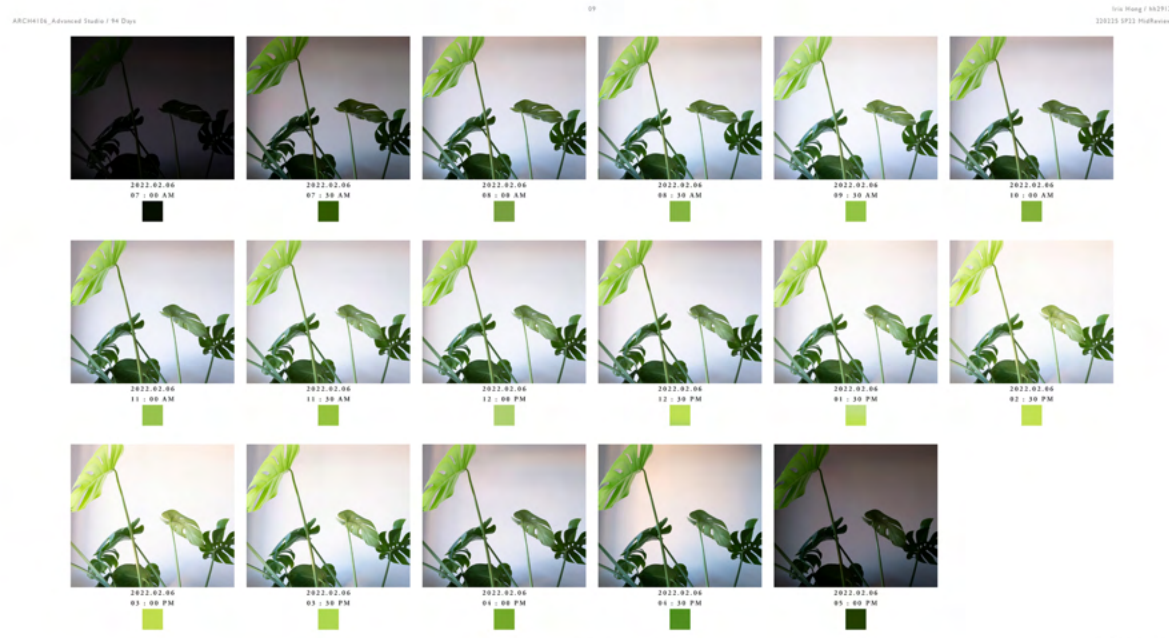 09
ARCH4106_Advanced Studio / 94 Days
Iris Hong /
220225 SP22 MidReview
2022.02.06
07 : 00 AM
2022.02.06
07 : 30 AM
2022.02.06
08 : 00 AM
2022.02.06
08 : 30 AM
2022.02.06
09 : 30 AM
2022.02.06
10 : 00 AM
2022.02.06
11 : 00 AM
2022.02.06
11 : 30 AM
2022.02.06
12 : 00 PM
2022.02.06
12 : 30 PM
2022.02.06
01 : 30 PM
2022.02.06
02 : 30 PM
2022.02.06
03 : 00 PM
2022.02.06
03 : 30 PM
2022.02.06
04 : 00 PM
2022.02.06
04 : 30 PM
2022.02.06
05 : 00 PM